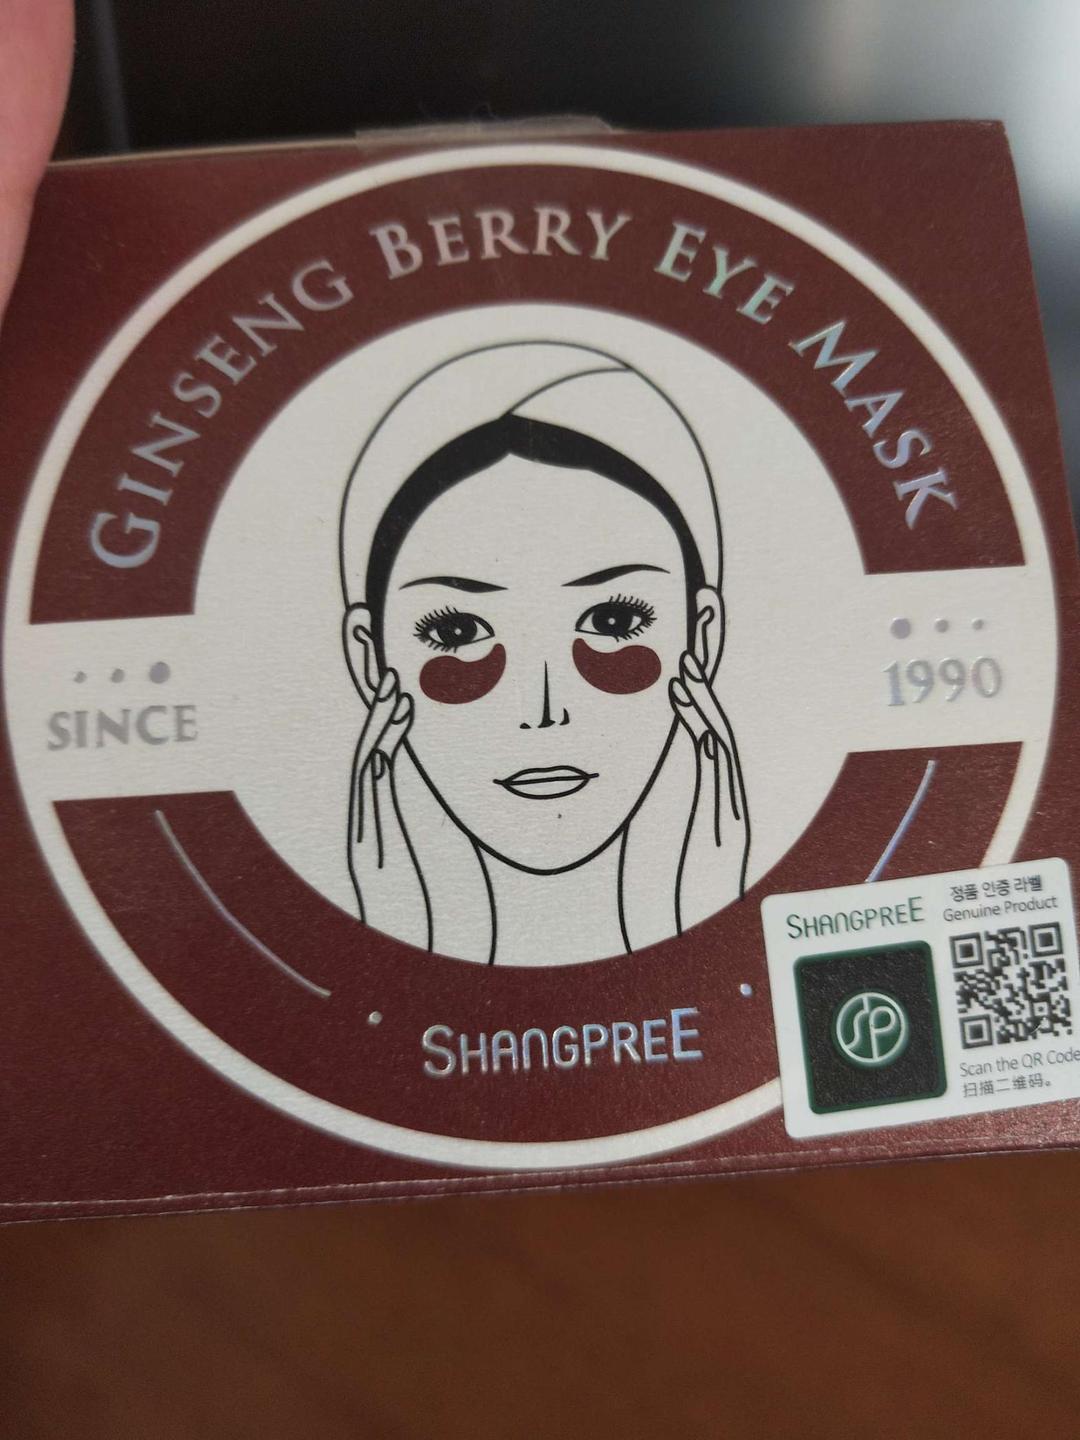 GINSENG BERRY EYE MASK
SINCE
1990
SHANGPREE
SHANGPREE
정품 인증 라벨
Genuine Product
SP
Scan the QR Code
扫描二维码。